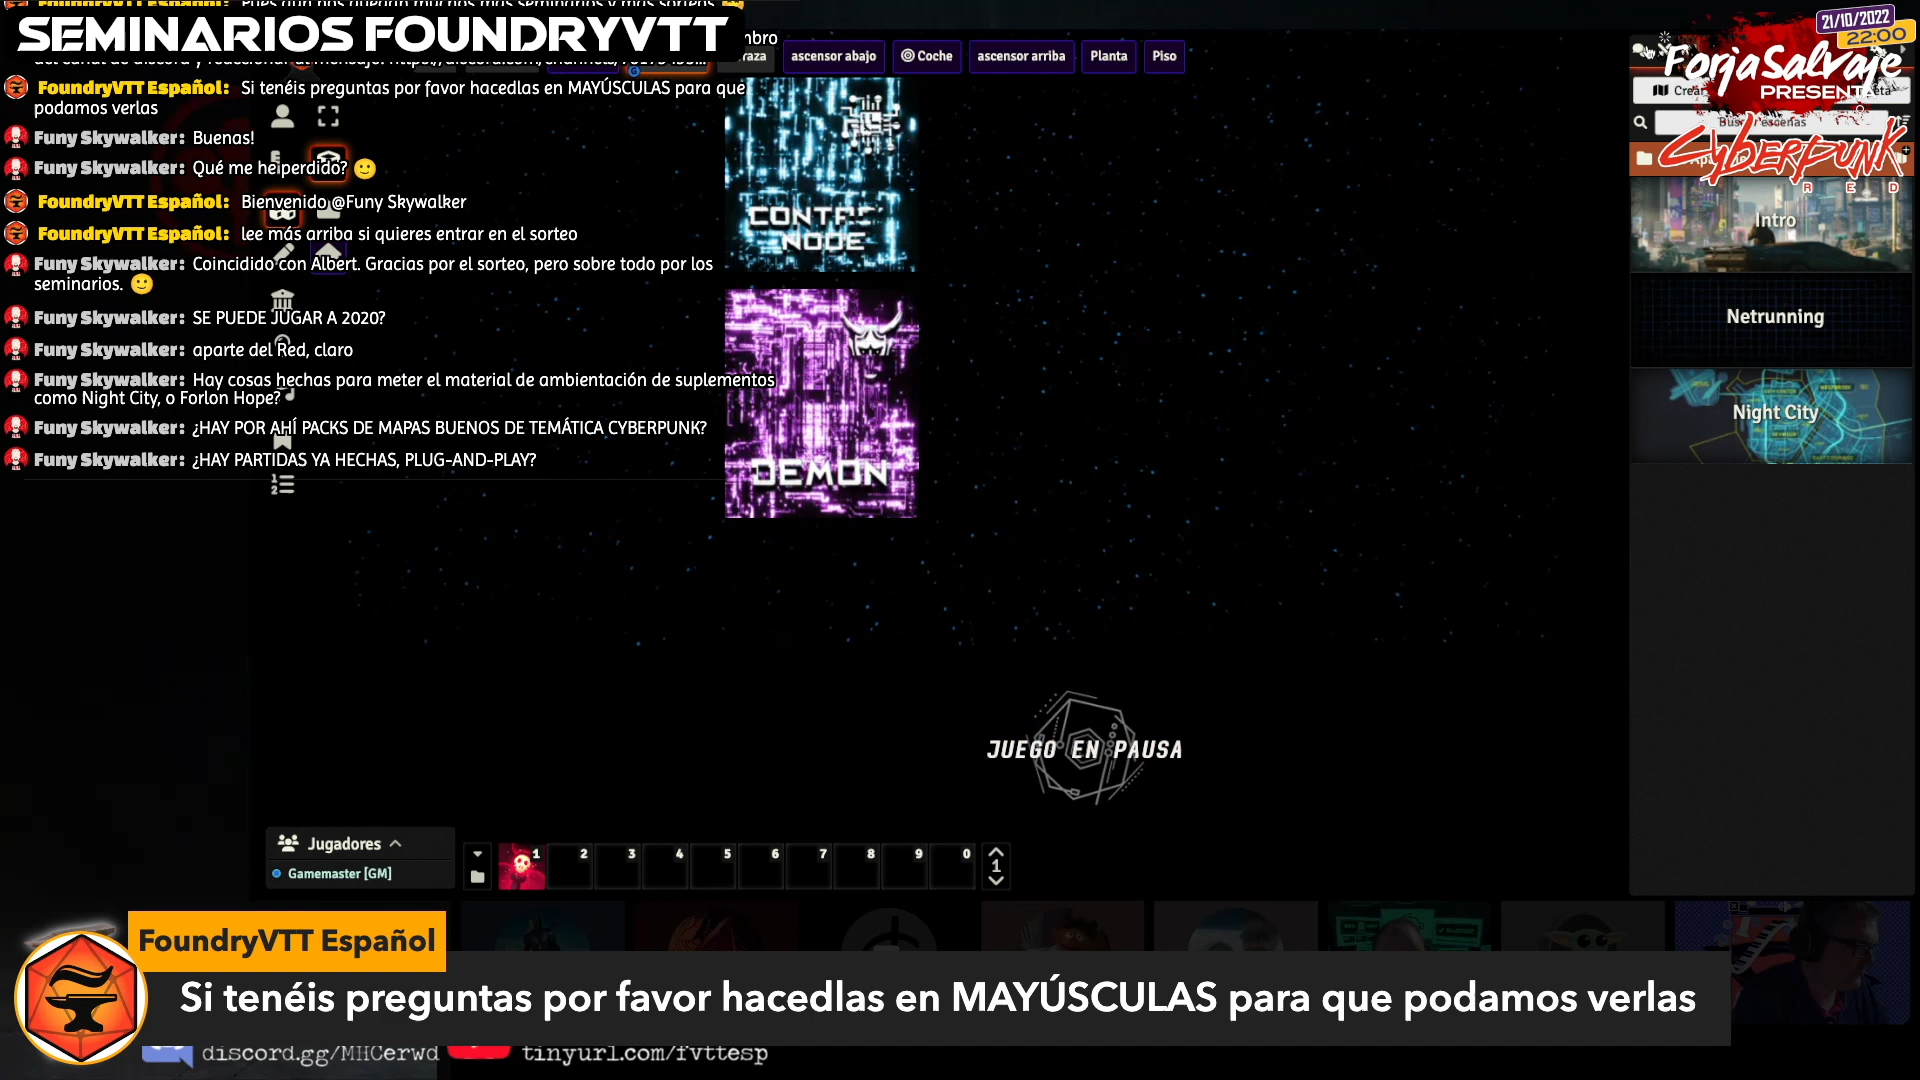 SEMINARIOS FOUNDRYVTT
FoundryVTT Español: Si tenéis preguntas por favor hacedlas en MAYÚSCULAS para que
podamos verlas
Funy Skywalker: Buenas!
Funy Skywalker: Qué me he perdido? 🙂
FoundryVTT Español: Bienvenido @Funy Skywalker
FoundryVTT Español: lee más arriba si quieres entrar en el sorteo
Funy Skywalker: Coincidido con Albert. Gracias por el sorteo, pero sobre todo por los
seminarios. 🙂
Funy Skywalker: SE PUEDE JUGAR A 2020?
Funy Skywalker: aparte del Red, claro
Funy Skywalker: Hay cosas hechas para meter el material de ambientación de suplementos
como Night City, o Forlon Hope?
Funy Skywalker: ¿HAY POR AHÍ PACKS DE MAPAS BUENOS DE TEMÁTICA CYBERPUNK?
Funy Skywalker: ¿HAY PARTIDAS YA HECHAS, PLUG-AND-PLAY?
ascensor abajo
Coche
ascensor arriba
Planta
Piso
NODE
DEMON
21/10/2022
22:00
ForjaSalvaje
PRESENTA
Crear
CYBERPUNK
RED
Intro
Netrunning
Night City
JUEGO EN PAUSA
Jugadores
Gamemaster [GM]
1 2 3 4 5 6 7 8 9 0
1
FoundryVTT Español
Si tenéis preguntas por favor hacedlas en MAYÚSCULAS para que podamos verlas
discord.gg/MHCerwd
tinyurl.com/fvttesp